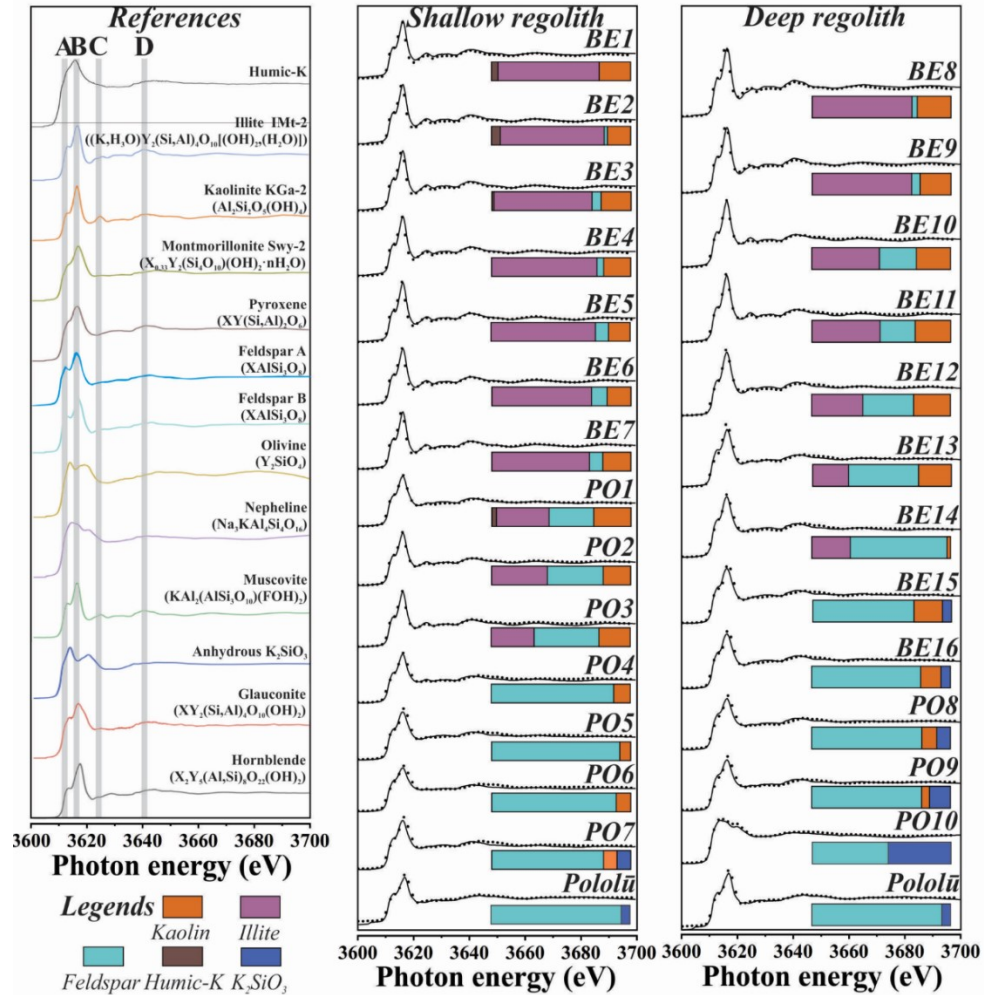 References
A B C D
Humic-K
Illite IMt-2
((K,H₃O)Y₂(Si,Al)₄O₁₀[(OH)₂,(H₂O)])
Kaolinite KGa-2
(Al₂Si₂O₅(OH)₄)
Montmorillonite Swy-2
(X₀.₃₃Y₂(Si₄O₁₀)(OH)₂·nH₂O)
Pyroxene
(XY(Si,Al)₂O₆)
Feldspar A
(XAlSi₃O₈)
Feldspar B
(XAlSi₃O₈)
Olivine
(Y₂SiO₄)
Nepheline
(Na₃KAl₄Si₄O₁₆)
Muscovite
(KAl₂(AlSi₃O₁₀)(FOH)₂)
Anhydrous K₂SiO₃
Glauconite
(XY₂(Si,Al)₄O₁₀(OH)₂)
Hornblende
(X₂Y₅(Al,Si)₈O₂₂(OH)₂)
3600 3620 3640 3660 3680 3700
Photon energy (eV)
Legends
Kaolin Illite
Feldspar Humic-K K₂SiO₃
Shallow regolith
BE1
BE2
BE3
BE4
BE5
BE6
BE7
PO1
PO2
PO3
PO4
PO5
PO6
PO7
Pololū
3600 3620 3640 3660 3680 3700
Photon energy (eV)
Deep regolith
BE8
BE9
BE10
BE11
BE12
BE13
BE14
BE15
BE16
PO8
PO9
PO10
Pololū
3600 3620 3640 3660 3680 3700
Photon energy (eV)